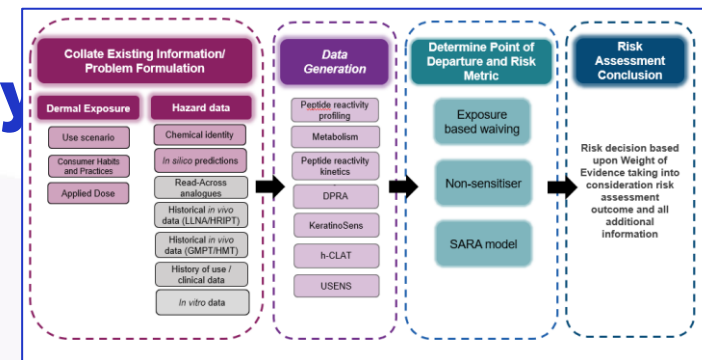 y
Collate Existing Information/
Problem Formulation
Dermal Exposure
Use scenario
Consumer Habits
and Practices
Applied Dose
Hazard data
Chemical identity
In silico predictions
Read-Across
analogues
Historical in vivo
data (LLNA/HRIPT)
Historical in vivo
data (GMPT/HMT)
History of use /
clinical data
In vitro data
Data
Generation
Peptide reactivity
profiling
Metabolism
Peptide reactivity
kinetics
DPRA
KeratinoSens
h-CLAT
USENS
Determine Point of
Departure and Risk
Metric
Exposure
based waiving
Non-sensitiser
SARA model
Risk
Assessment
Conclusion
Risk decision based
upon Weight of
Evidence taking into
consideration risk
assessment
outcome and all
additional
information